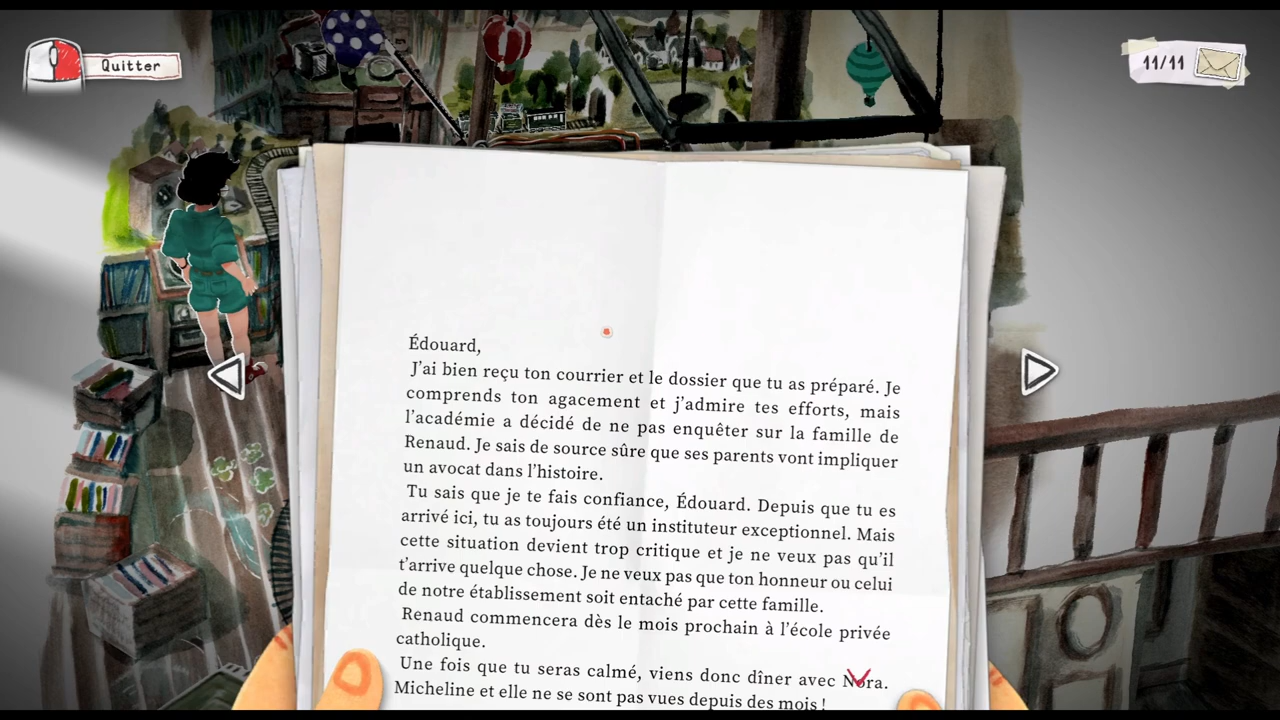 Quitter
11/11
Édouard,
J'ai bien reçu ton courrier et le dossier que tu as préparé. Je
comprends ton agacement et j'admire tes efforts, mais
l'académie a décidé de ne pas enquêter sur la famille de
Renaud. Je sais de source sûre que ses parents vont impliquer
un avocat dans l'histoire.
Tu sais que je te fais confiance, Édouard. Depuis que tu es
arrivé ici, tu as toujours été un instituteur exceptionnel. Mais
cette situation devient trop critique et je ne veux pas qu'il
t'arrive quelque chose. Je ne veux pas que ton honneur ou celui
de notre établissement soit entaché par cette famille.
Renaud commencera dès le mois prochain à l'école privée
catholique.
Une fois que tu seras calmé, viens donc dîner avec Nora.
Micheline et elle ne se sont pas vues depuis des mois !